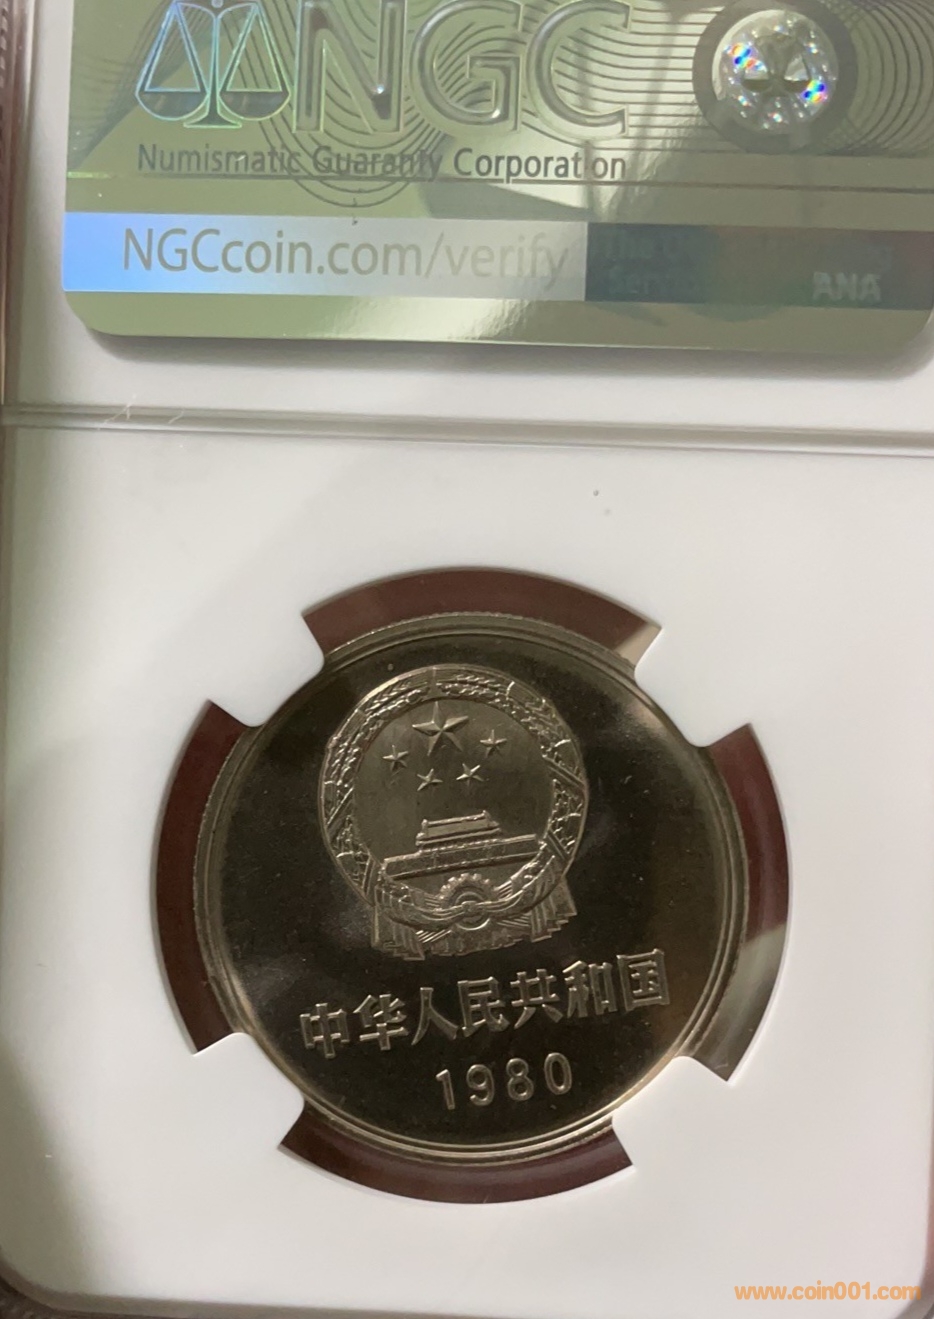 NGC
Numismatic Guaranty Corporation
NGCcoin.com/verify
ANA
中华人民共和国
1980
www.coin001.com